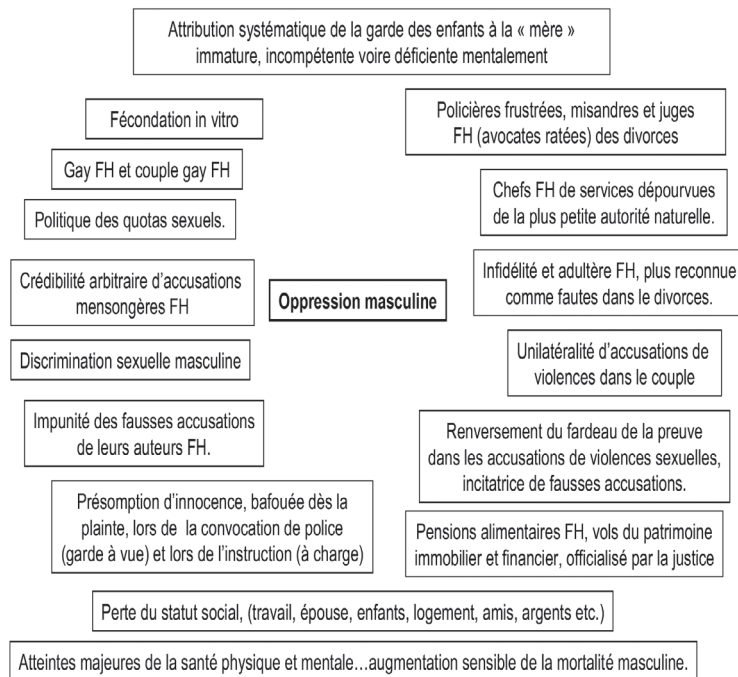 Attribution systématique de la garde des enfants à la « mère »
immature, incompétente voire déficiente mentalement
Fécondation in vitro
Gay FH et couple gay FH
Politique des quotas sexuels.
Crédibilité arbitraire d’accusations
mensongères FH
Discrimination sexuelle masculine
Impunité des fausses accusations
de leurs auteurs FH.
Présomption d’innocence, bafouée dès la
plainte, lors de la convocation de police
(garde à vue) et lors de l’instruction (à charge)
Oppression masculine
Policières frustrées, misandres et juges
FH (avocates ratées) des divorces
Chefs FH de services dépourvues
de la plus petite autorité naturelle.
Infidélité et adultère FH, plus reconnue
comme fautes dans le divorces.
Unilatéralité d’accusations de
violences dans le couple
Renversement du fardeau de la preuve
dans les accusations de violences sexuelles,
incitatrice de fausses accusations.
Pensions alimentaires FH, vols du patrimoine
immobilier et financier, officialisé par la justice
Perte du statut social, (travail, épouse, enfants, logement, amis, argents etc.)
Atteintes majeures de la santé physique et mentale…augmentation sensible de la mortalité masculine.